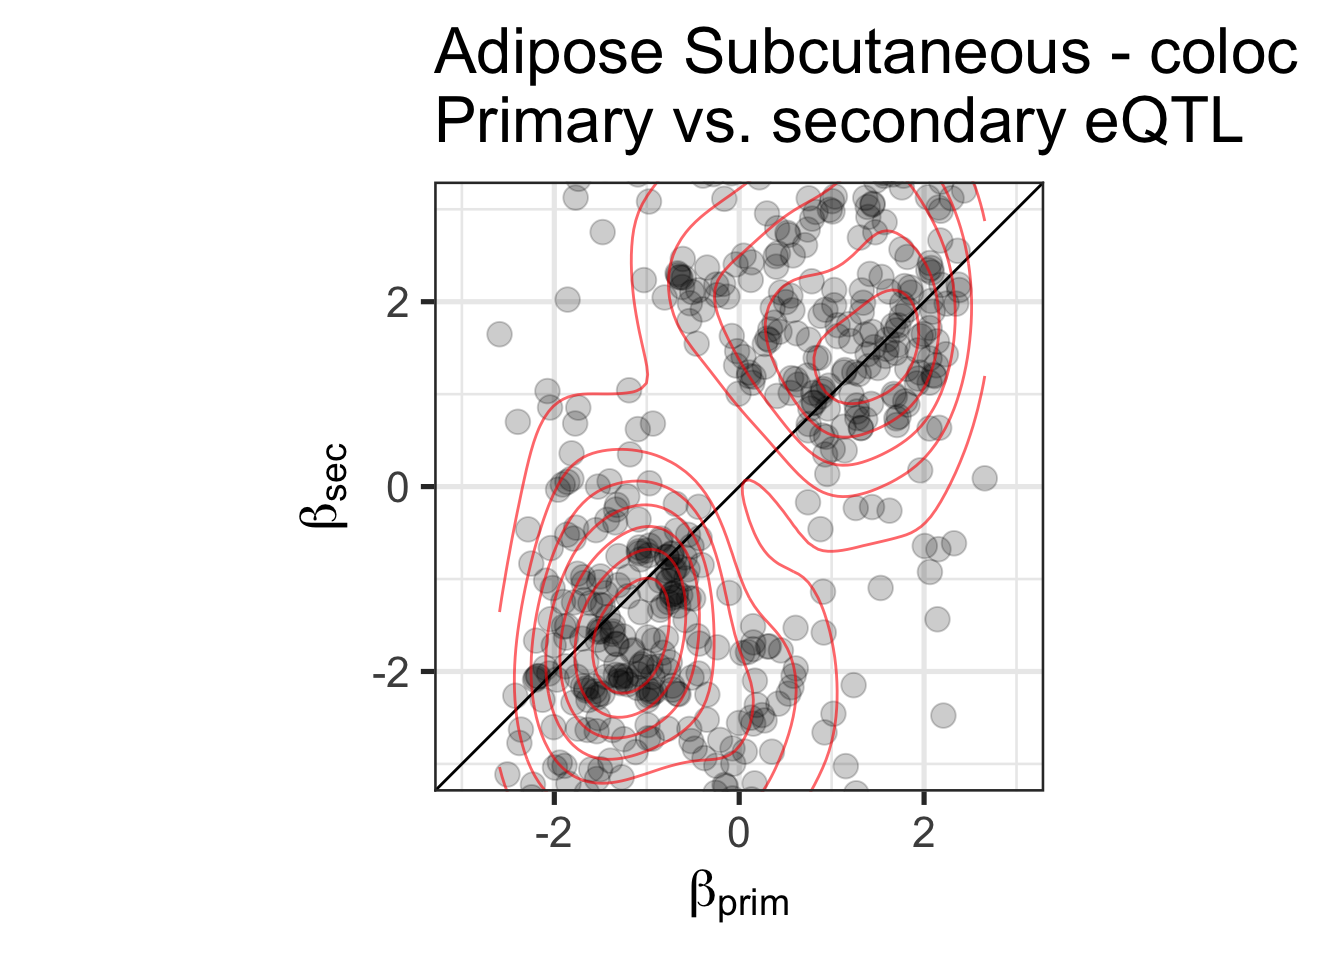 Adipose Subcutaneous - coloc
Primary vs. secondary eQTL
2
0
-2
βsec
-2 0 2
βprim